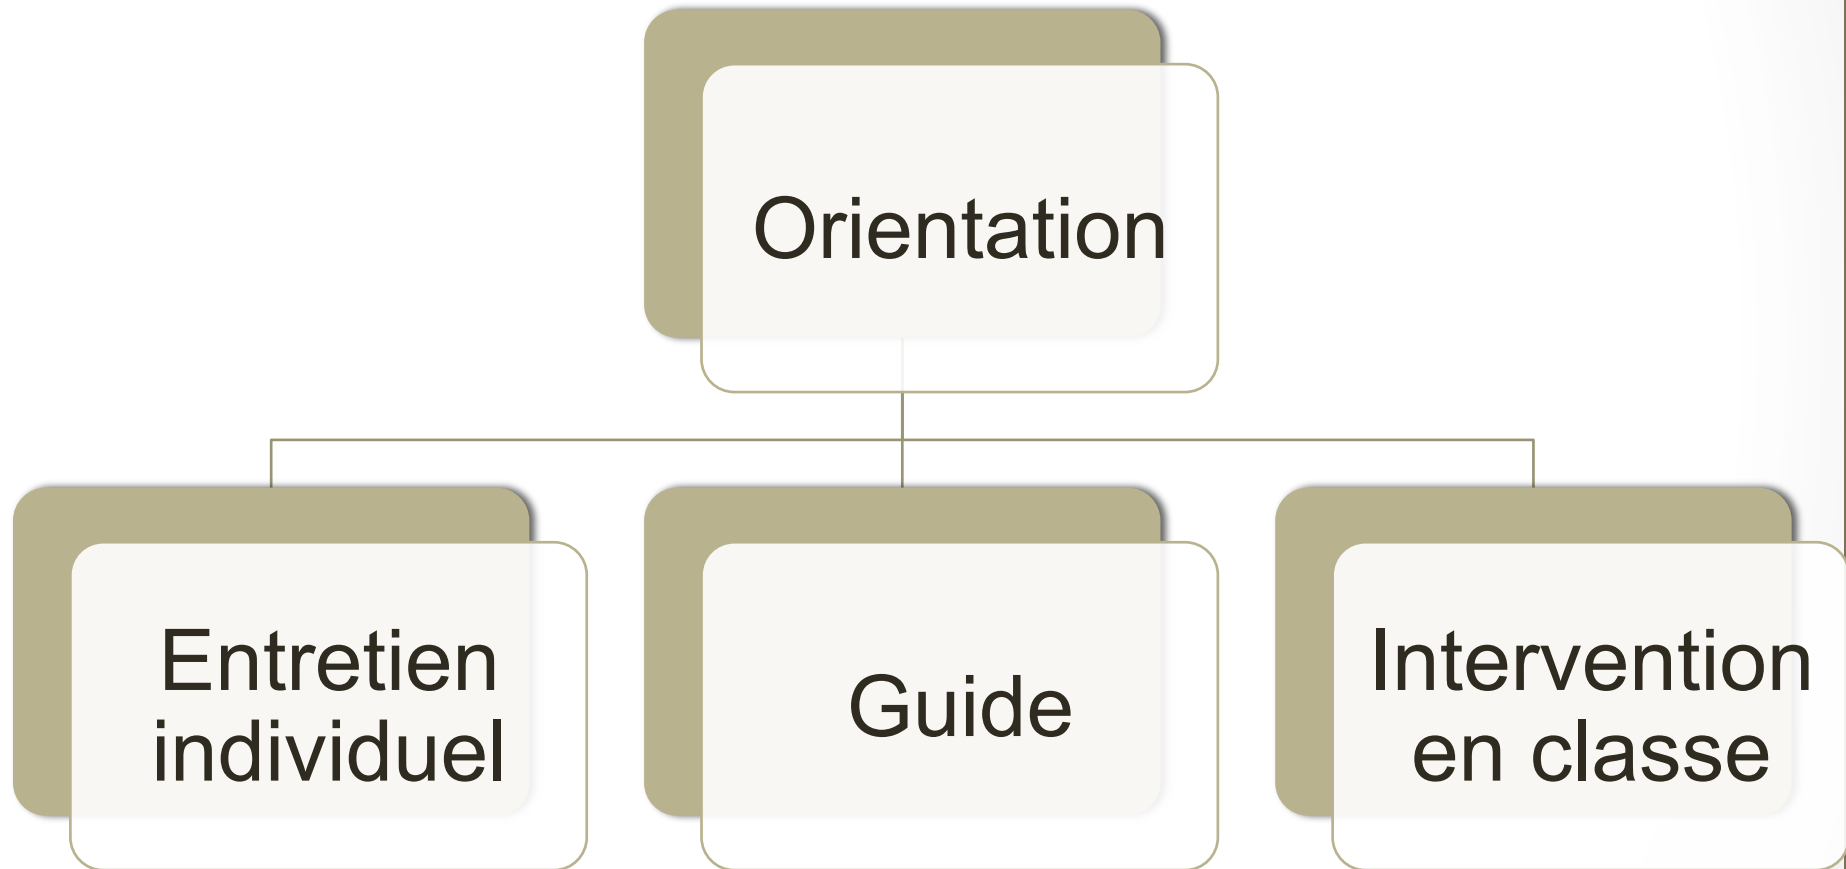 Orientation
Entretien
individuel
Guide
Intervention
en classe